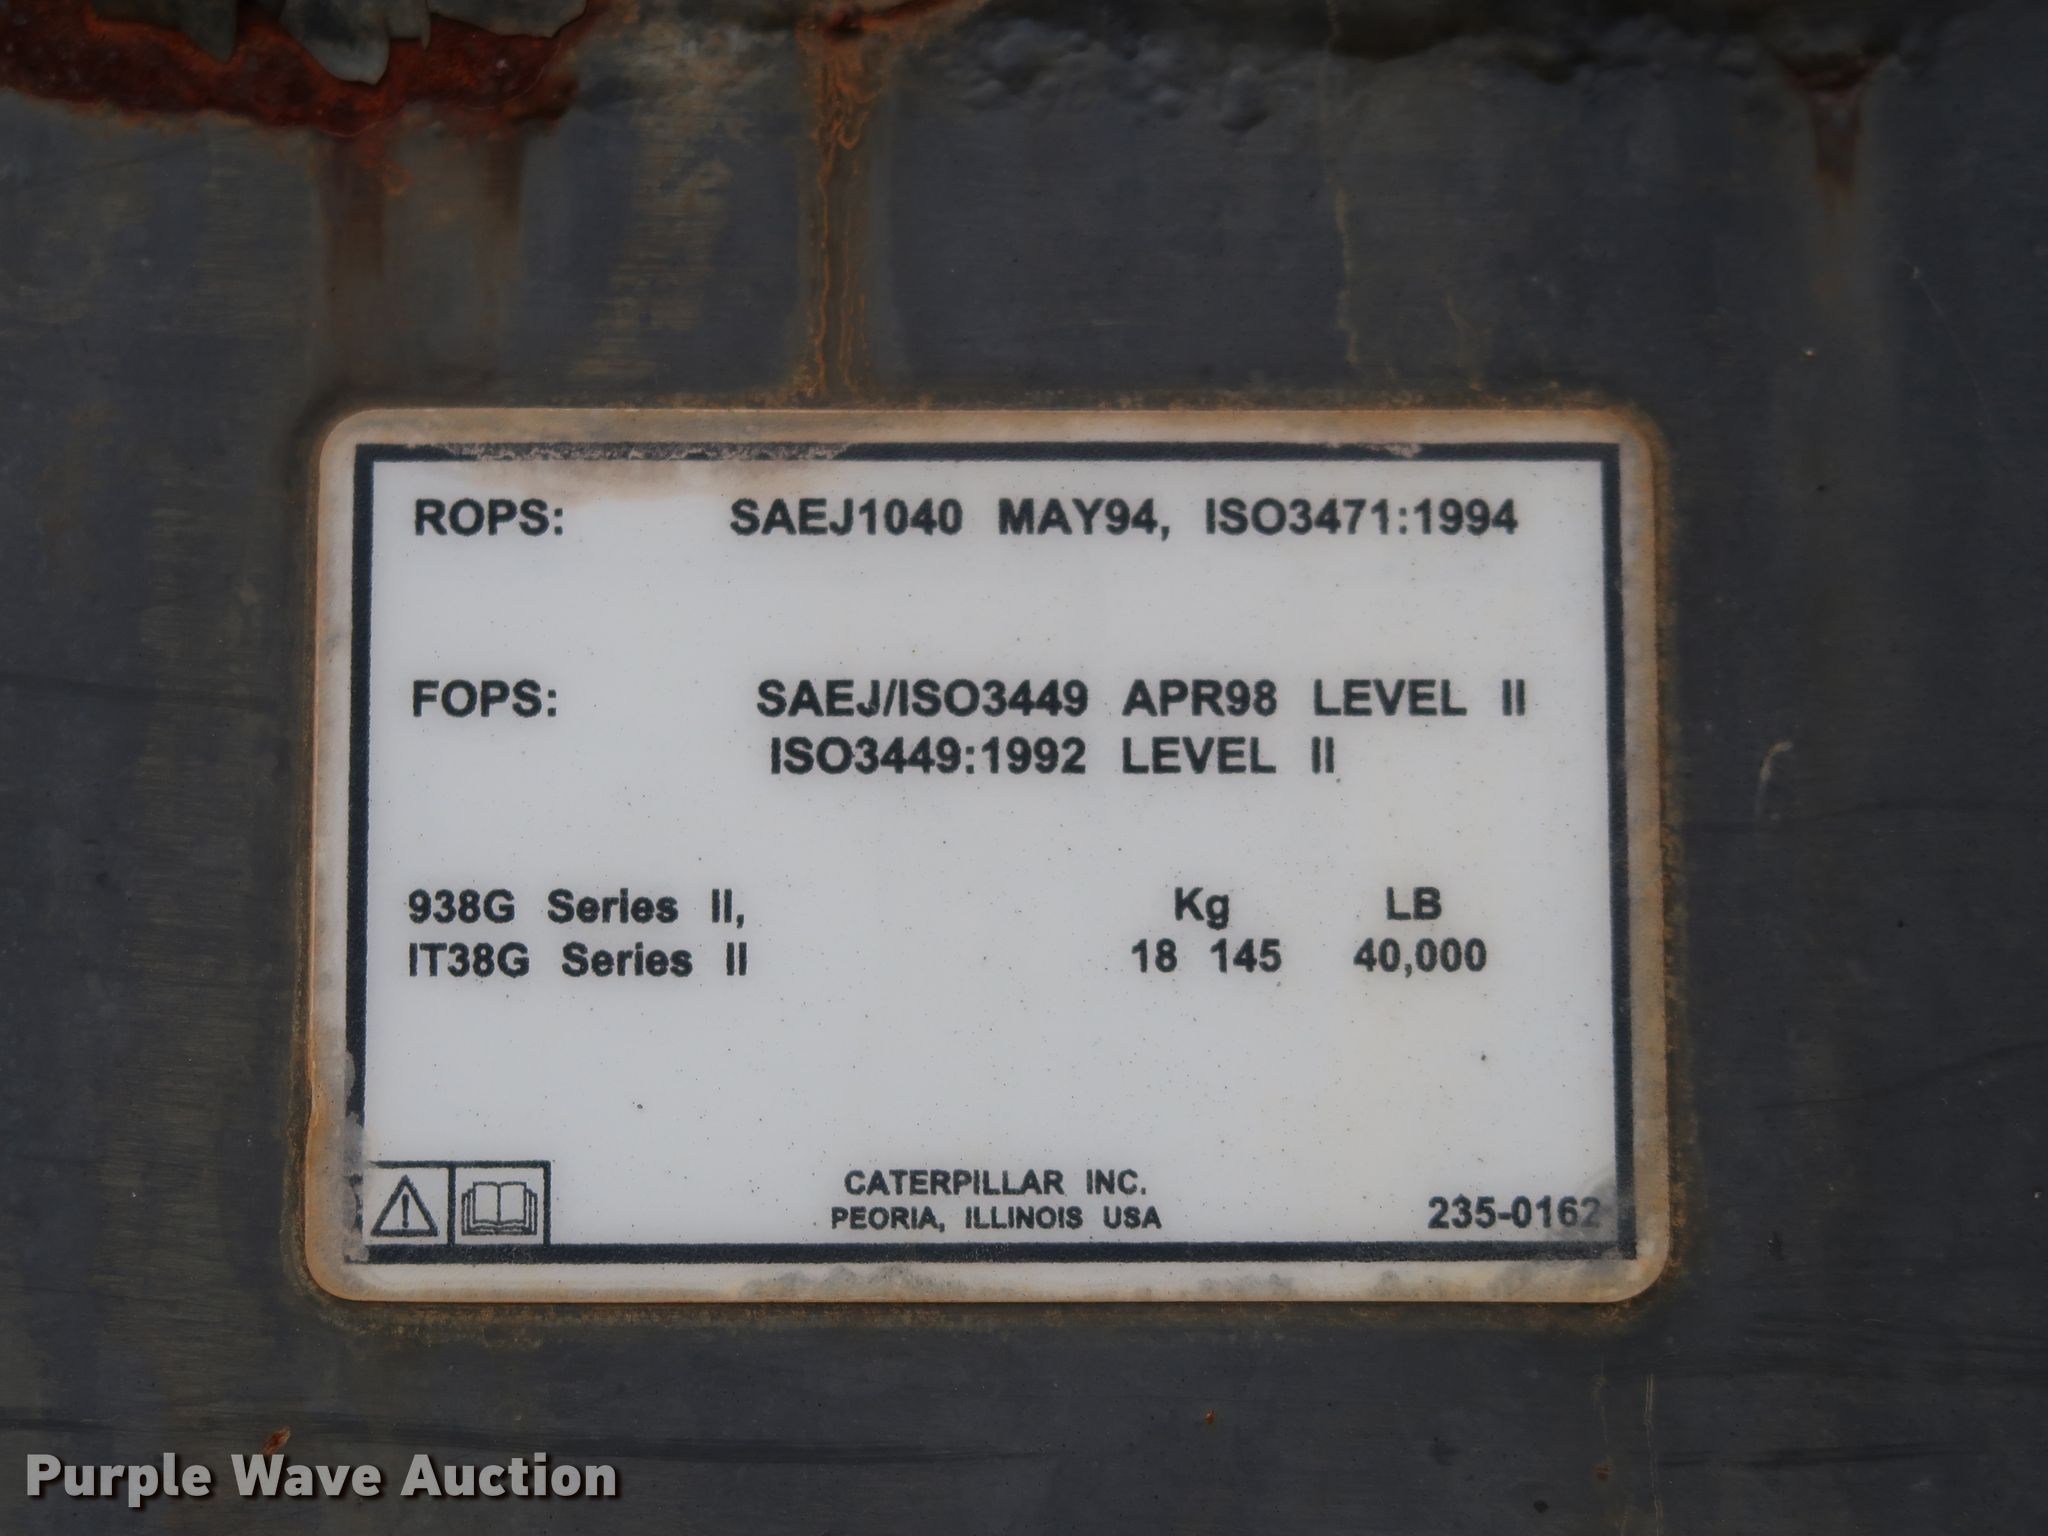 ROPS: SAEJ1040 MAY94, ISO3471:1994
FOPS: SAEJ/ISO3449 APR98 LEVEL II
ISO3449:1992 LEVEL II
938G Series II, Kg LB
IT38G Series II 18 145 40,000
CATERPILLAR INC.
PEORIA, ILLINOIS USA 235-0162
Purple Wave Auction